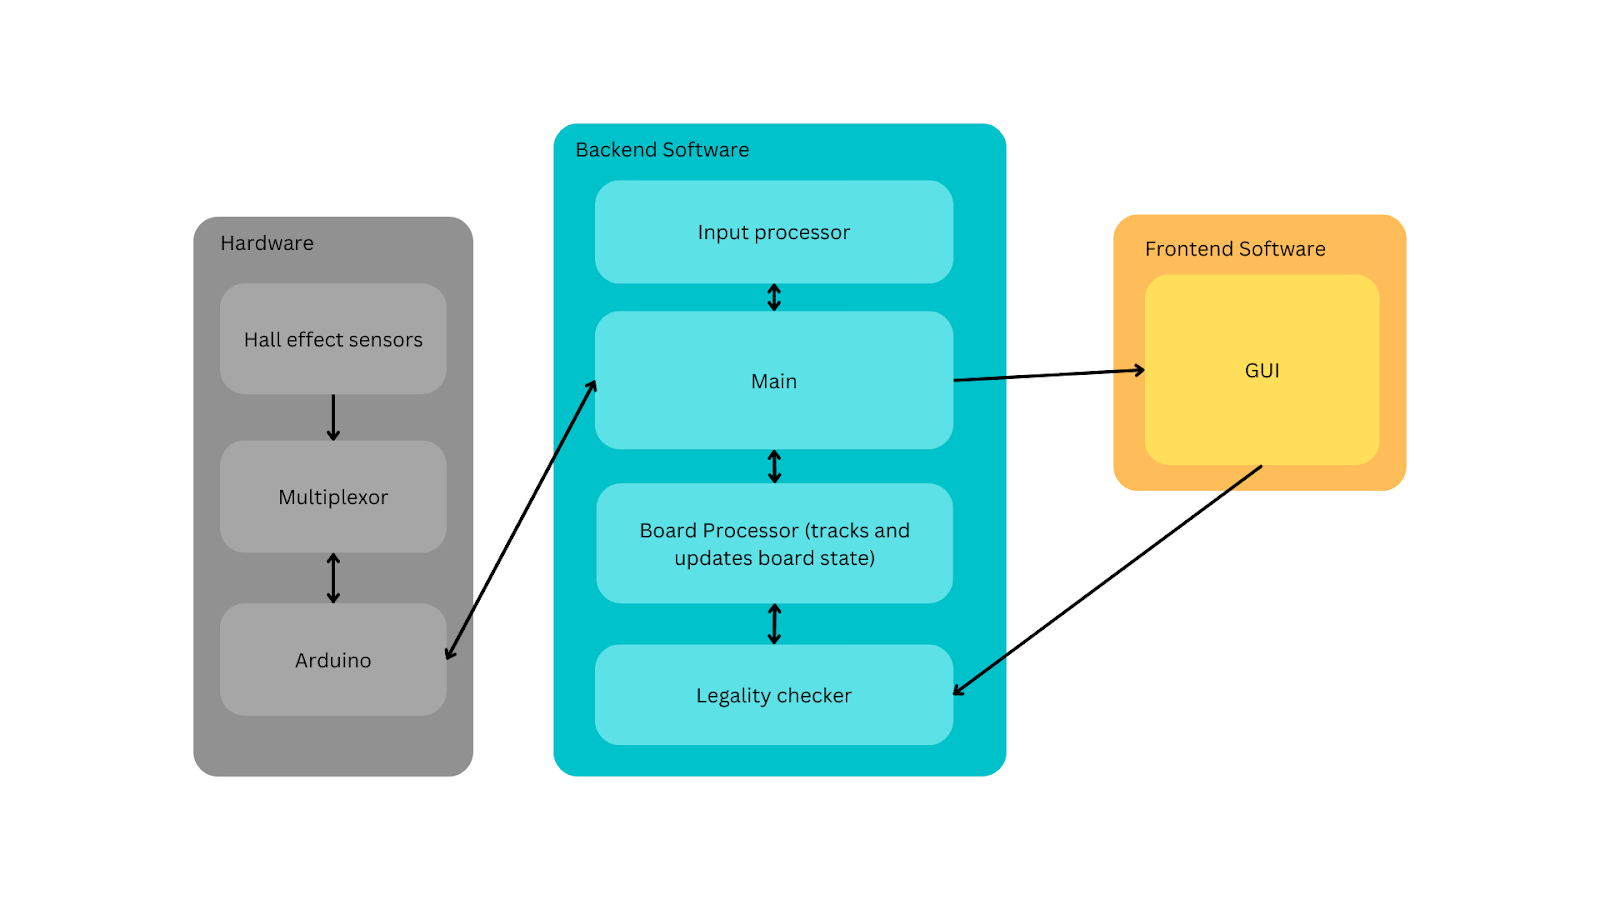 Hardware
Hall effect sensors
Multiplexor
Arduino
Backend Software
Input processor
Main
Board Processor (tracks and
updates board state)
Legality checker
Frontend Software
GUI